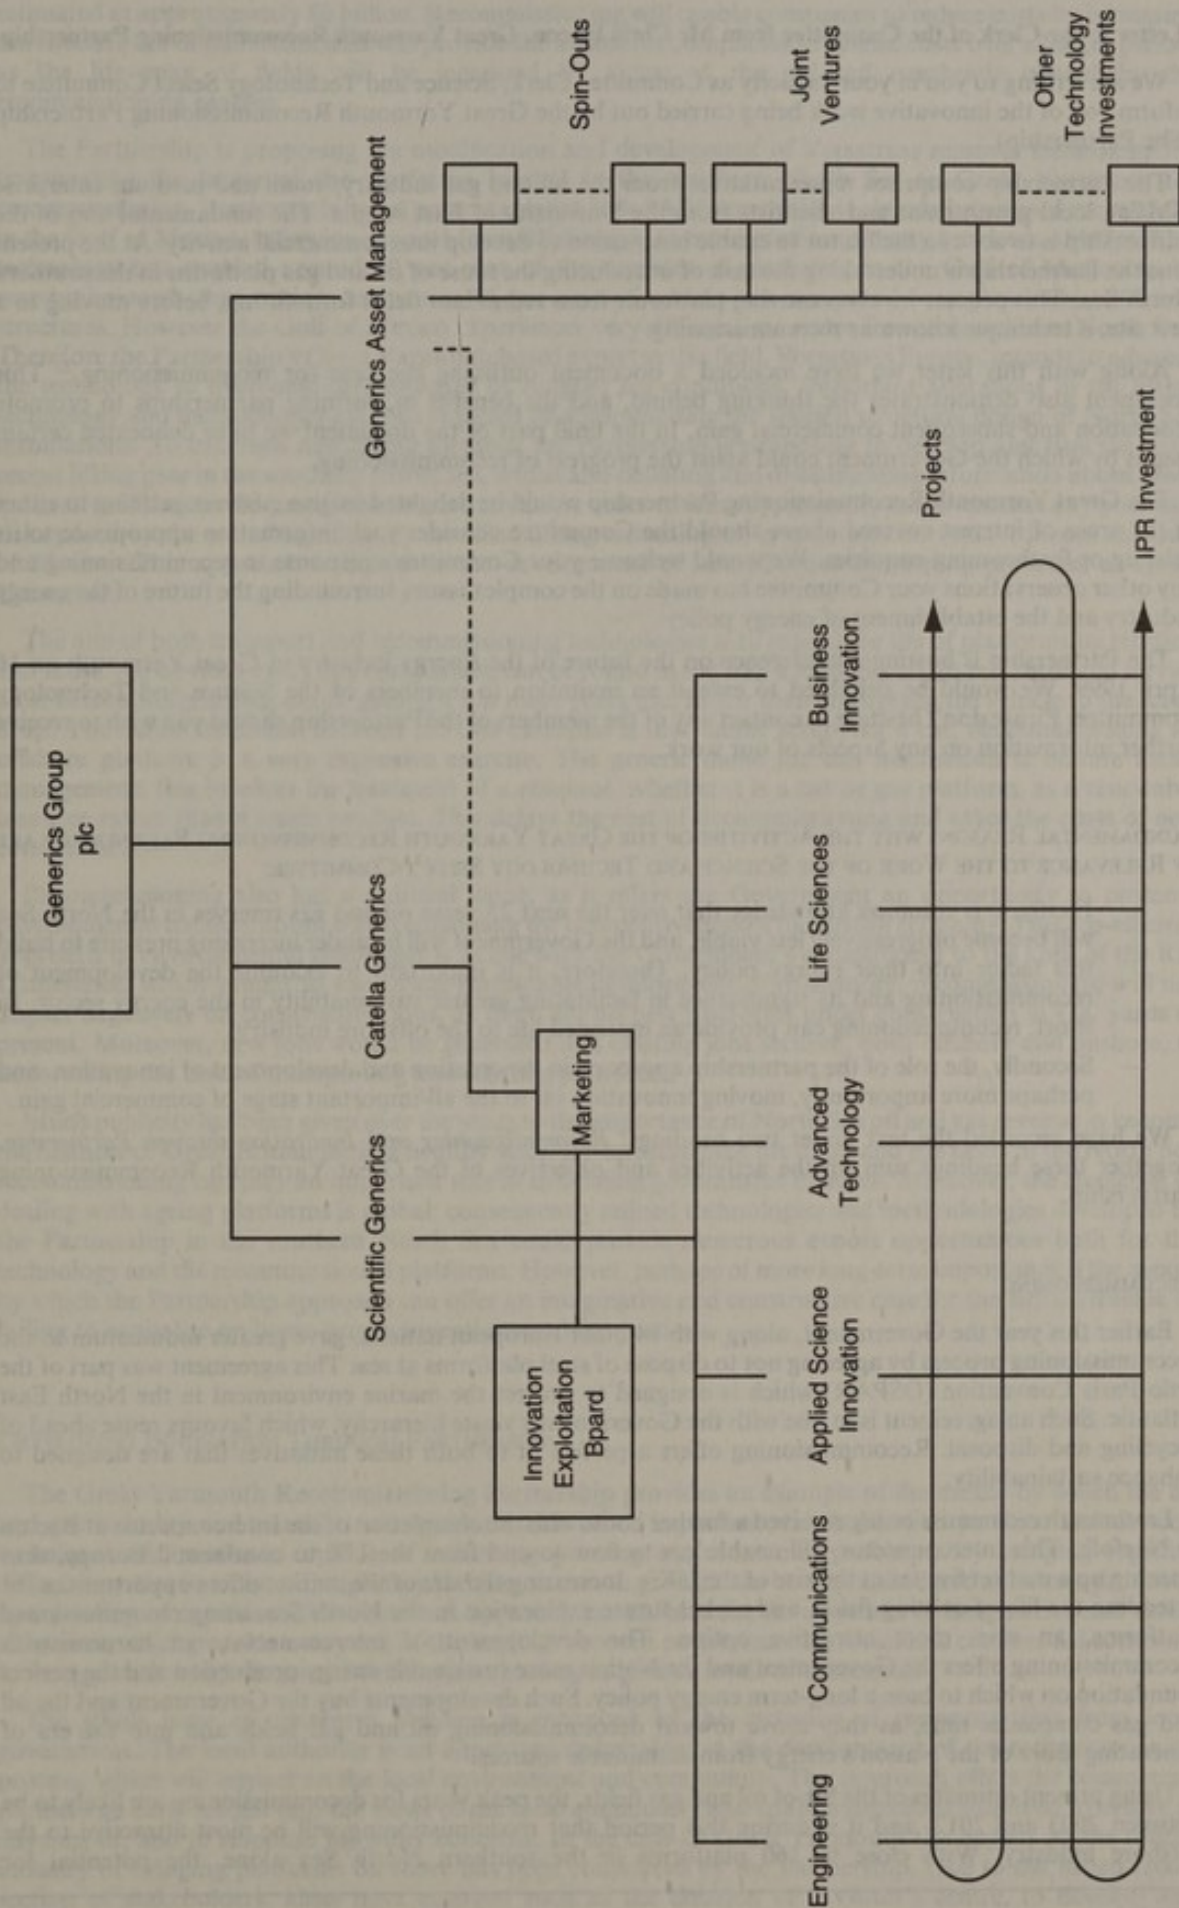 Generics Group
plc
Scientific Generics
Catella Generics
Generics Asset Management
Innovation
Exploitation
Bpard
Marketing
Spin-Outs
Joint
Ventures
Other
Technology
Investments
Engineering
Communications
Applied Science
Innovation
Advanced
Technology
Life Sciences
Business
Innovation
Projects
IPR Investment